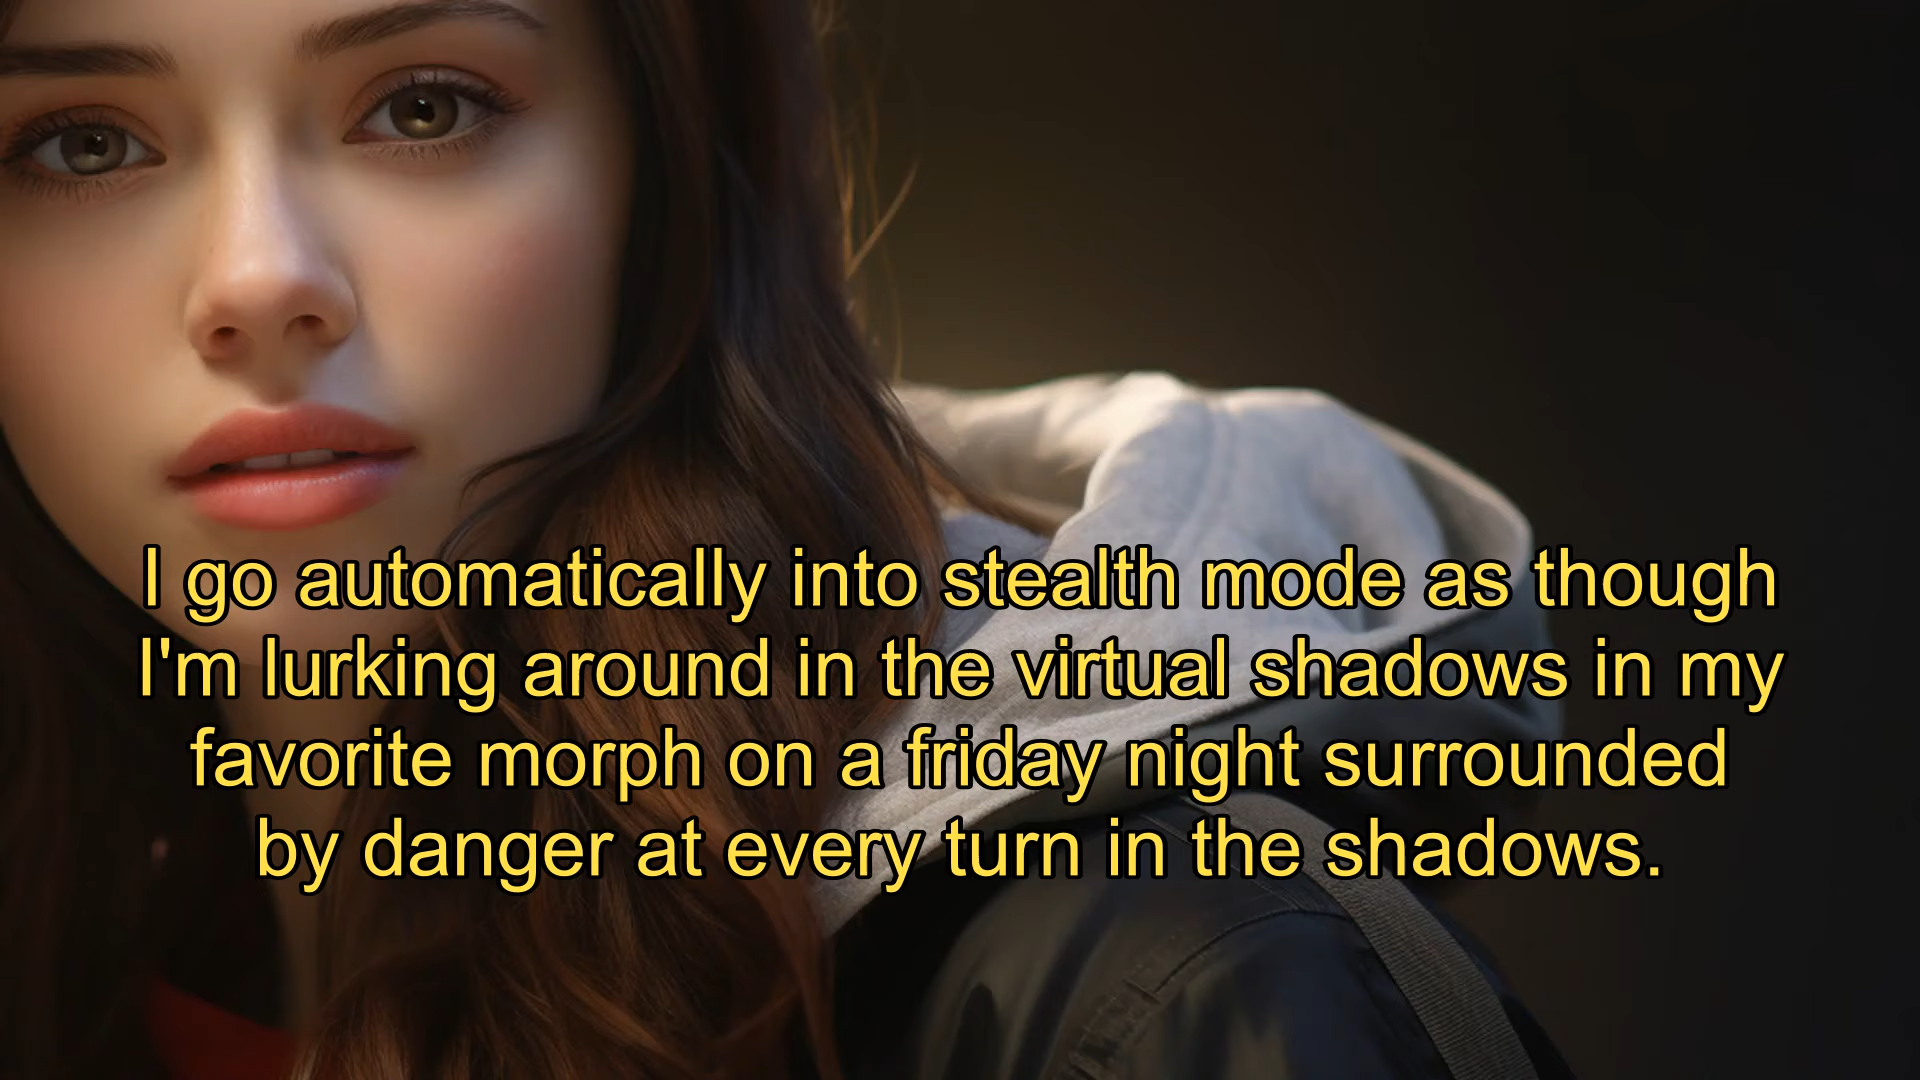 I go automatically into stealth mode as though
I'm lurking around in the virtual shadows in my
favorite morph on a friday night surrounded
by danger at every turn in the shadows.